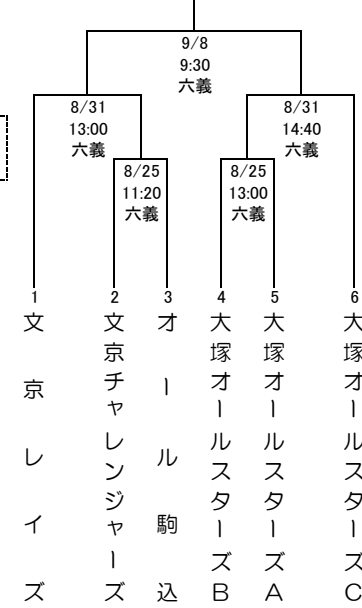 9/8
9:30
六義
8/31
13:00
六義
8/31
14:40
六義
8/25
11:20
六義
8/25
13:00
六義
1
文京レイズ
2
文京チャレンジャーズ
3
オール駒込
4
大塚オールスターズB
5
大塚オールスターズA
6
大塚オールスターズC